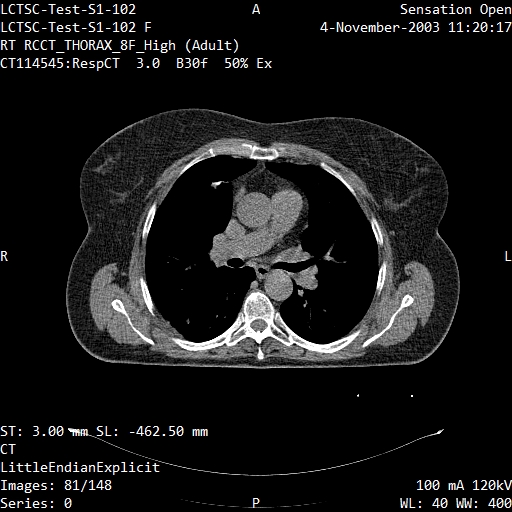 LCTSC-Test-S1-102 A Sensation Open
LCTSC-Test-S1-102 F 4-November-2003 11:20:17
RT RCCT_THORAX_8F_High (Adult)
CT114545:RespCT 3.0 B30f 50% Ex
R L
ST: 3.00 mm SL: -462.50 mm
CT
LittleEndianExplicit
Images: 81/148 100 mA 120kV
Series: 0 P WL: 40 WW: 400